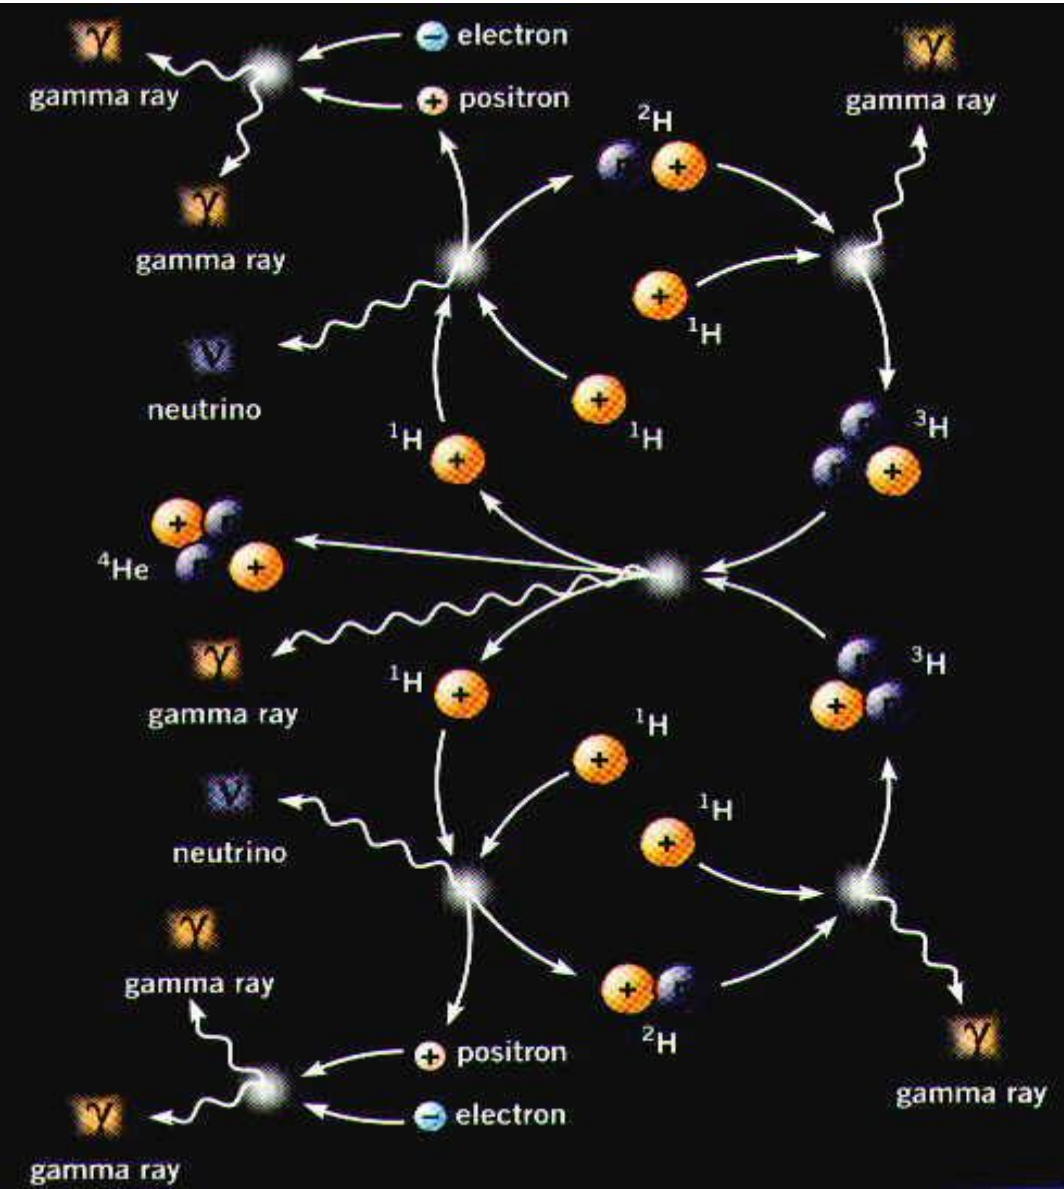 γ
gamma ray
− electron
+ positron
γ
gamma ray
²H
+
γ
gamma ray
ν
neutrino
+
¹H
+
¹H
¹H
+
³H
+
⁴He
+
+
γ
gamma ray
¹H
+
³H
+
¹H
+
¹H
+
ν
neutrino
γ
gamma ray
+
²H
γ
gamma ray
+ positron
− electron
γ
gamma ray